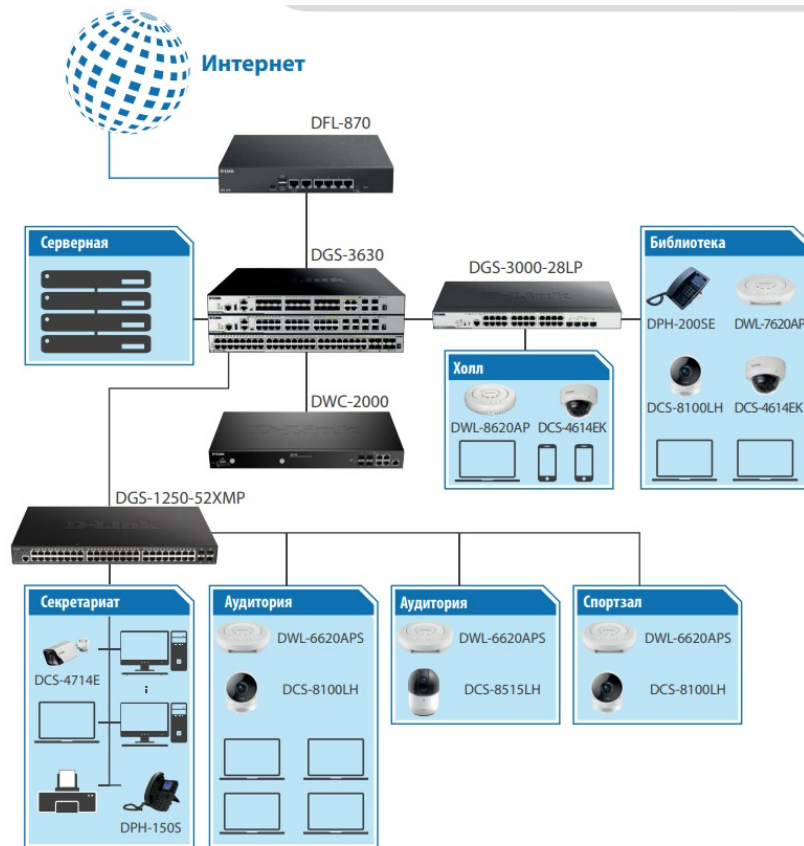 Интернет
DFL-870
Серверная
DGS-3630
DGS-3000-28LP
Библиотека
DPH-200SE
DWL-7620AP
DCS-8100LH
DCS-4614EK
Холл
DWL-8620AP
DCS-4614EK
DWC-2000
DGS-1250-52XMP
Секретариат
DCS-4714E
DPH-150S
Аудитория
DWL-6620APS
DCS-8100LH
Аудитория
DWL-6620APS
DCS-8515LH
Спортзал
DWL-6620APS
DCS-8100LH